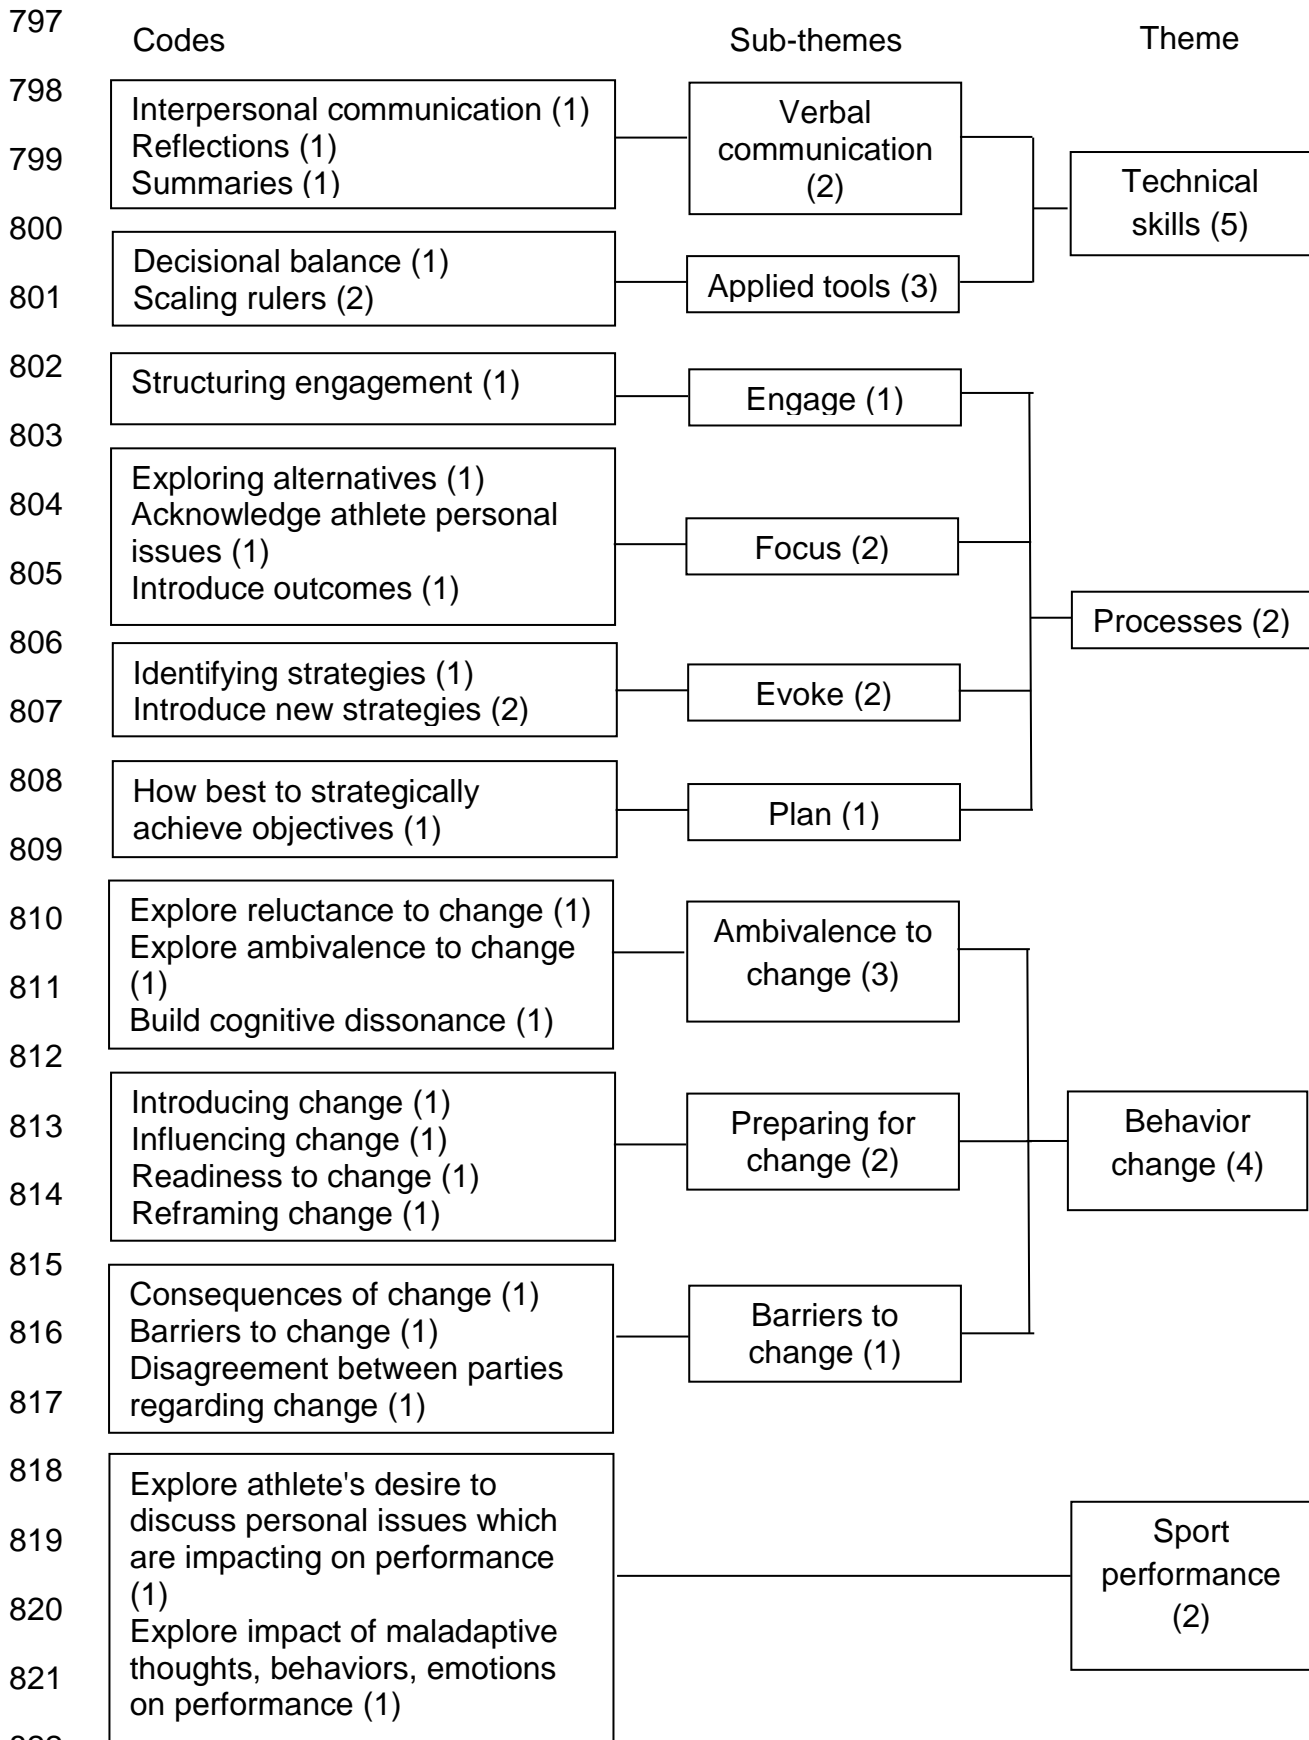 797
Codes
Sub-themes
Theme
798
Interpersonal communication (1)
Reflections (1)
Summaries (1)
Verbal
communication
(2)
799
Technical
skills (5)
800
Decisional balance (1)
Scaling rulers (2)
Applied tools (3)
801
802
Structuring engagement (1)
Engage (1)
803
Exploring alternatives (1)
Acknowledge athlete personal
issues (1)
Introduce outcomes (1)
804
Focus (2)
805
Processes (2)
806
Identifying strategies (1)
Introduce new strategies (2)
Evoke (2)
807
808
How best to strategically
achieve objectives (1)
Plan (1)
809
810
Explore reluctance to change (1)
Explore ambivalence to change
(1)
Build cognitive dissonance (1)
Ambivalence to
change (3)
811
812
Introducing change (1)
Influencing change (1)
Readiness to change (1)
Reframing change (1)
813
Preparing for
change (2)
Behavior
change (4)
814
815
Consequences of change (1)
Barriers to change (1)
Disagreement between parties
regarding change (1)
816
Barriers to
change (1)
817
818
Explore athlete's desire to
discuss personal issues which
are impacting on performance
(1)
Explore impact of maladaptive
thoughts, behaviors, emotions
on performance (1)
819
Sport
performance
(2)
820
821